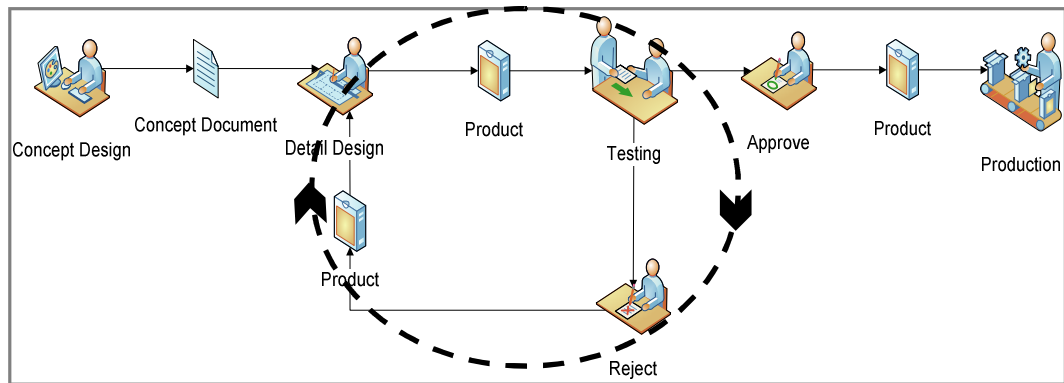 Concept Design
Concept Document
Detail Design
Product
Testing
Approve
Product
Production
Product
Reject